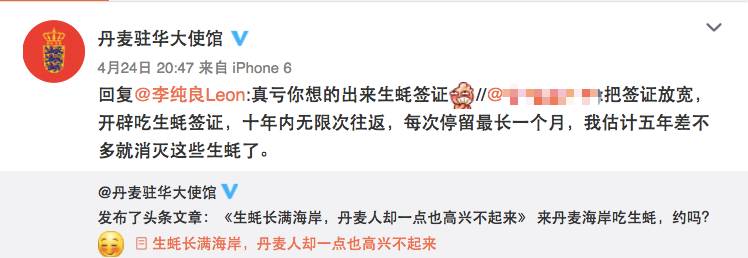 丹麦驻华大使馆
4月24日 20:47 来自 iPhone 6
回复@李纯良Leon:真亏你想的出来生蚝签证//@:把签证放宽，
开辟吃生蚝签证，十年内无限次往返，每次停留最长一个月，我估计五年差不
多就消灭这些生蚝了。
@丹麦驻华大使馆
发布了头条文章：《生蚝长满海岸，丹麦人却一点也高兴不起来》 来丹麦海岸吃生蚝，约吗？
生蚝长满海岸，丹麦人却一点也高兴不起来